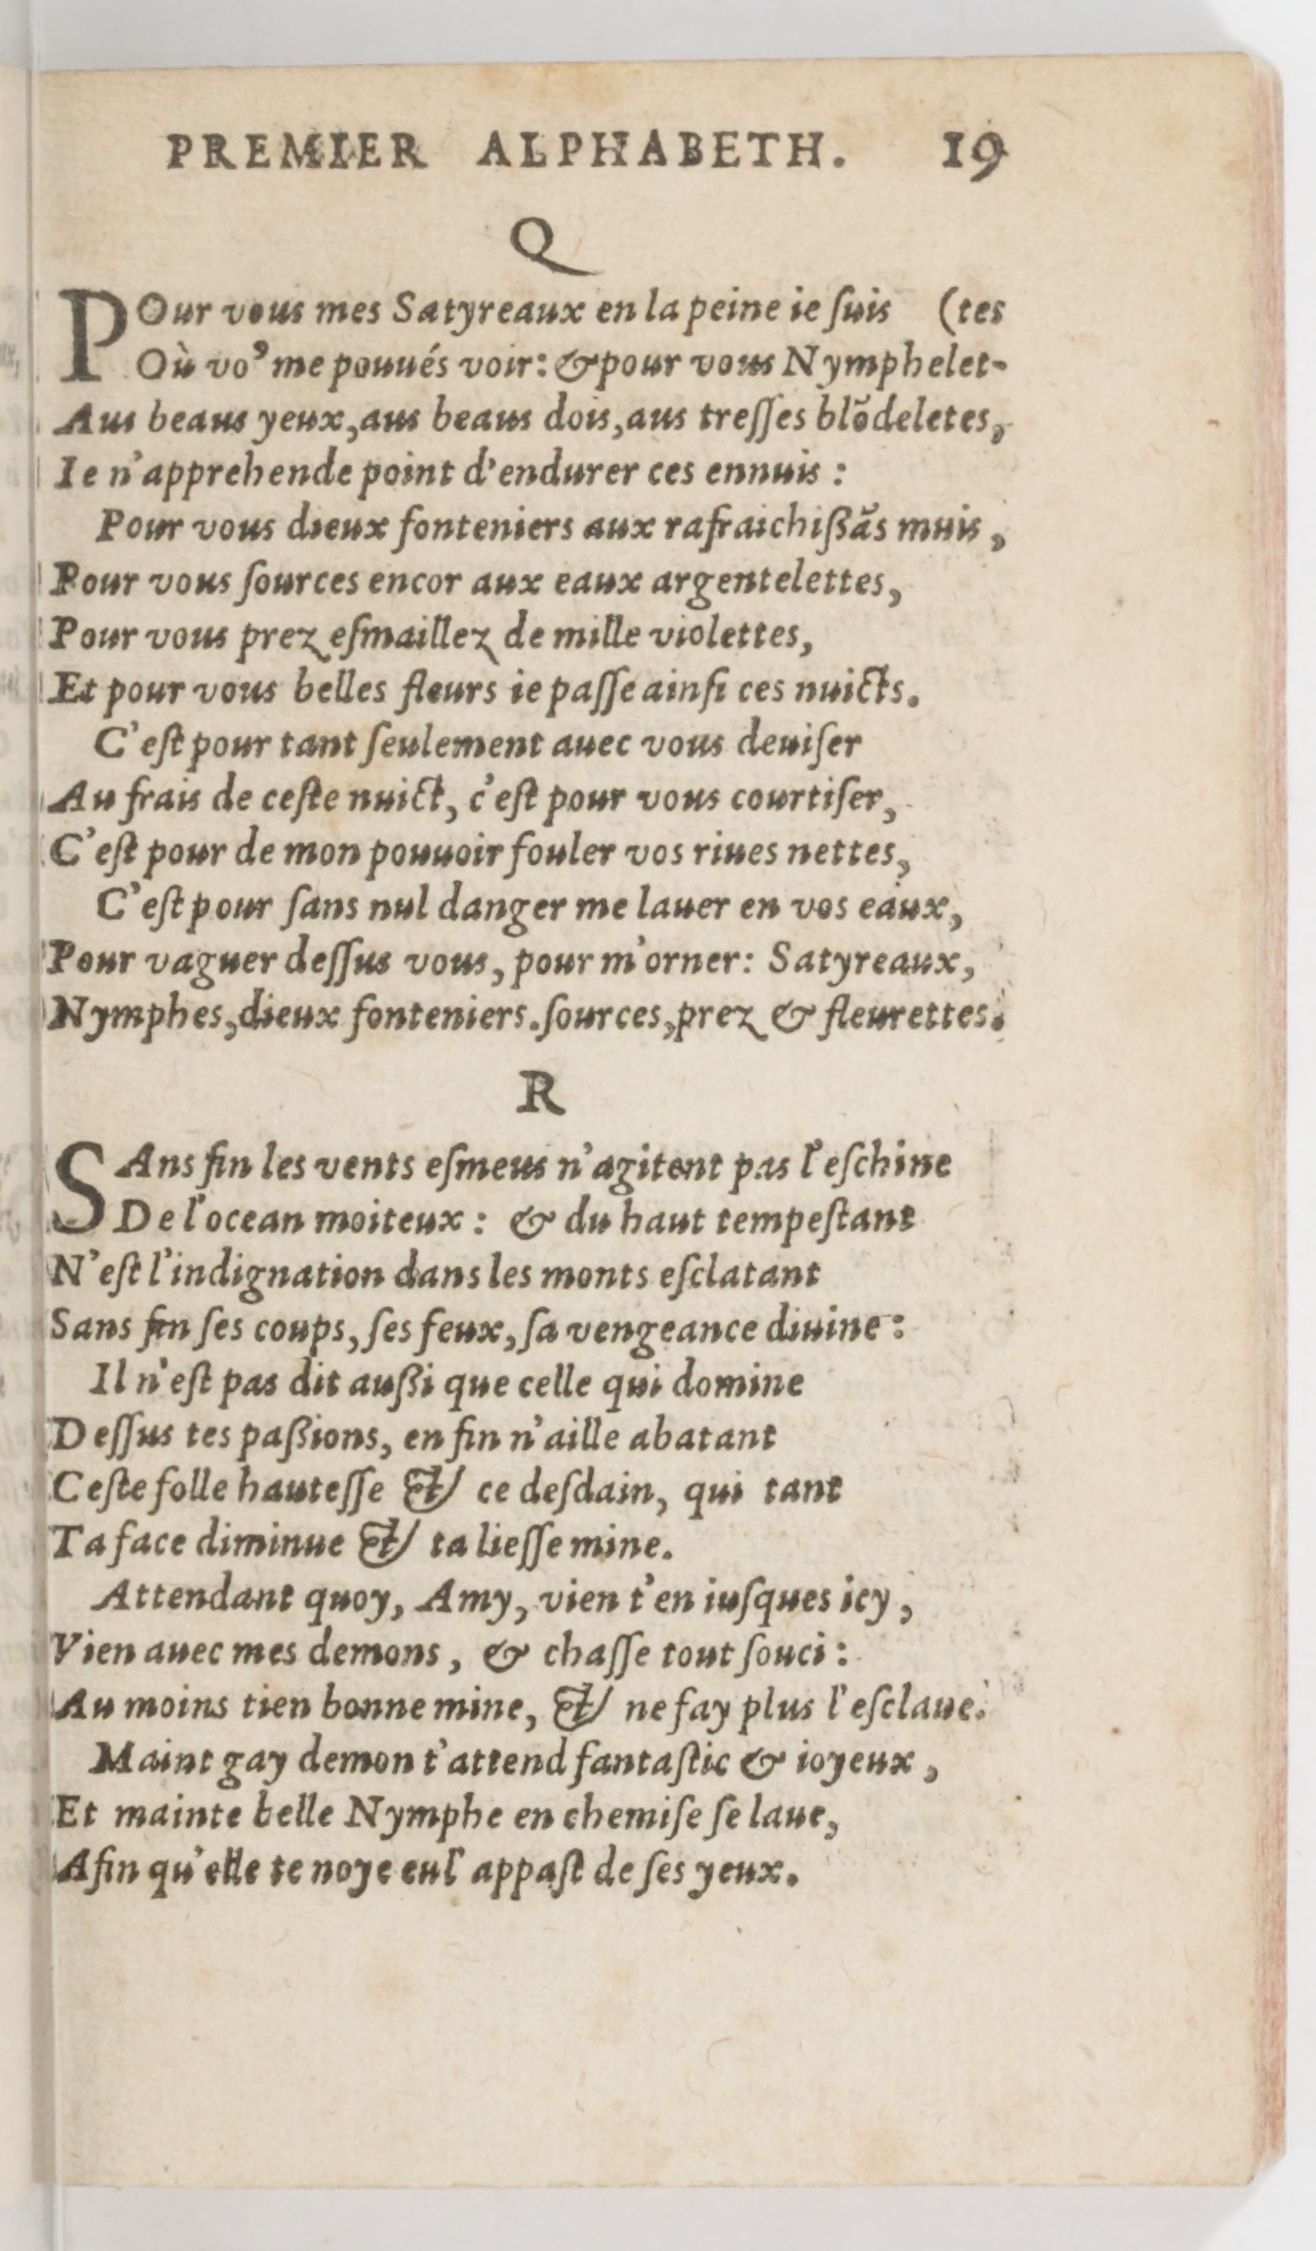 PREMIER ALPHABETH. 19
Q
POur vous mes Satyreaux en la peine ie ſuis (tes
Où vo⁹ me pouués voir: & pour vous Nymphelet-
Aus beaus yeux, aus beaus dois, aus treſſes blõdeletes,
Ie n'apprehende point d'endurer ces ennuis :
Pour vous dieux fonteniers aux rafraichißãs muis,
Pour vous ſources encor aux eaux argentelettes,
Pour vous prez eſmaillez de mille violettes,
Et pour vous belles fleurs ie paſſe ainſi ces nuicts.
C'eſt pour tant ſeulement auec vous deuiſer
Au frais de ceſte nuict, c'eſt pour vous courtiſer,
C'eſt pour de mon pouuoir fouler vos riues nettes,
C'eſt pour ſans nul danger me lauer en vos eaux,
Pour vaguer deſſus vous, pour m'orner: Satyreaux,
Nymphes, dieux fonteniers. ſources, prez & fleurettes.
R
SAns fin les vents eſmeus n'agitent pas l'eſchine
De l'ocean moiteux : & du haut tempeſtant
N'eſt l'indignation dans les monts eſclatant
Sans fin ſes coups, ſes feux, ſa vengeance diuine :
Il n'eſt pas dit außi que celle qui domine
Deſſus tes paßions, en fin n'aille abatant
Ceſte folle hauteſſe & ce deſdain, qui tant
Ta face diminue & ta lieſſe mine.
Attendant quoy, Amy, vien t'en iuſques icy,
Vien auec mes demons, & chaſſe tout ſouci :
Au moins tien bonne mine, & ne fay plus l'eſclaue.
Maint gay demon t'attend fantaſtic & ioyeux,
Et mainte belle Nymphe en chemiſe ſe laue,
Afin qu'elle te noye eul' appaſt de ſes yeux.